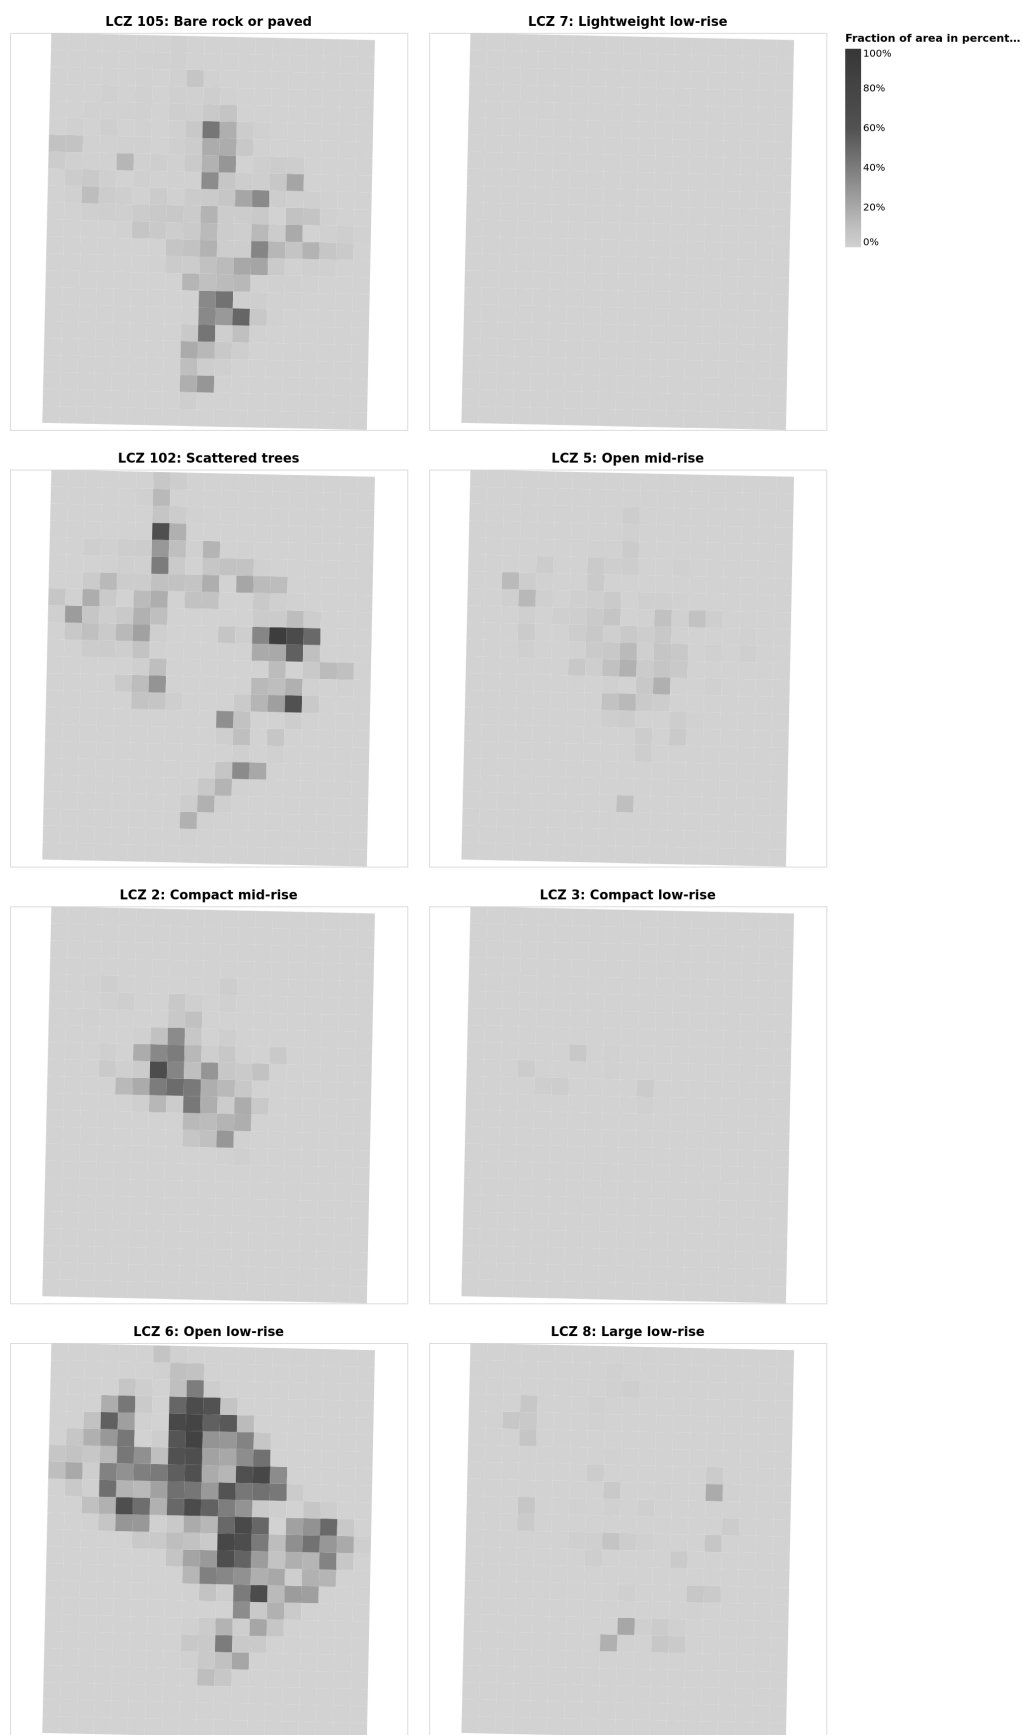 LCZ 105: Bare rock or paved
LCZ 7: Lightweight low-rise
Fraction of area in percent…
100%
80%
60%
40%
20%
0%
LCZ 102: Scattered trees
LCZ 5: Open mid-rise
LCZ 2: Compact mid-rise
LCZ 3: Compact low-rise
LCZ 6: Open low-rise
LCZ 8: Large low-rise